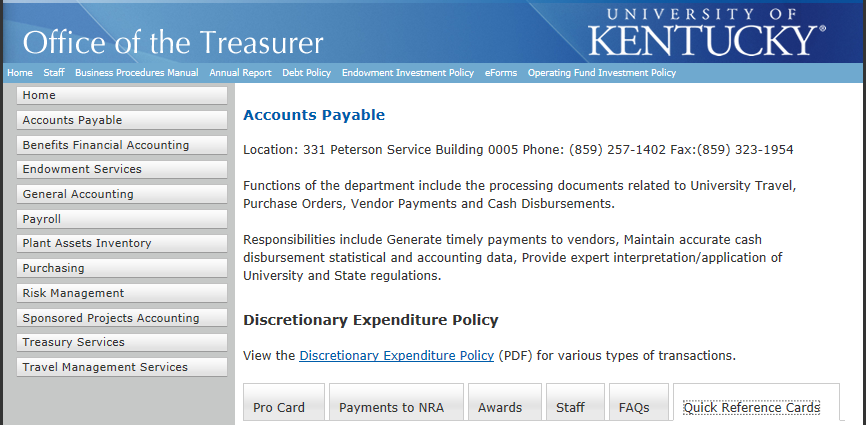 Office of the Treasurer
UNIVERSITY OF
KENTUCKY®
Home Staff Business Procedures Manual Annual Report Debt Policy Endowment Investment Policy eForms Operating Fund Investment Policy
Home
Accounts Payable
Benefits Financial Accounting
Endowment Services
General Accounting
Payroll
Plant Assets Inventory
Purchasing
Risk Management
Sponsored Projects Accounting
Treasury Services
Travel Management Services
Accounts Payable
Location: 331 Peterson Service Building 0005 Phone: (859) 257-1402 Fax:(859) 323-1954
Functions of the department include the processing documents related to University Travel,
Purchase Orders, Vendor Payments and Cash Disbursements.
Responsibilities include Generate timely payments to vendors, Maintain accurate cash
disbursement statistical and accounting data, Provide expert interpretation/application of
University and State regulations.
Discretionary Expenditure Policy
View the Discretionary Expenditure Policy (PDF) for various types of transactions.
Pro Card Payments to NRA Awards Staff FAQs Quick Reference Cards